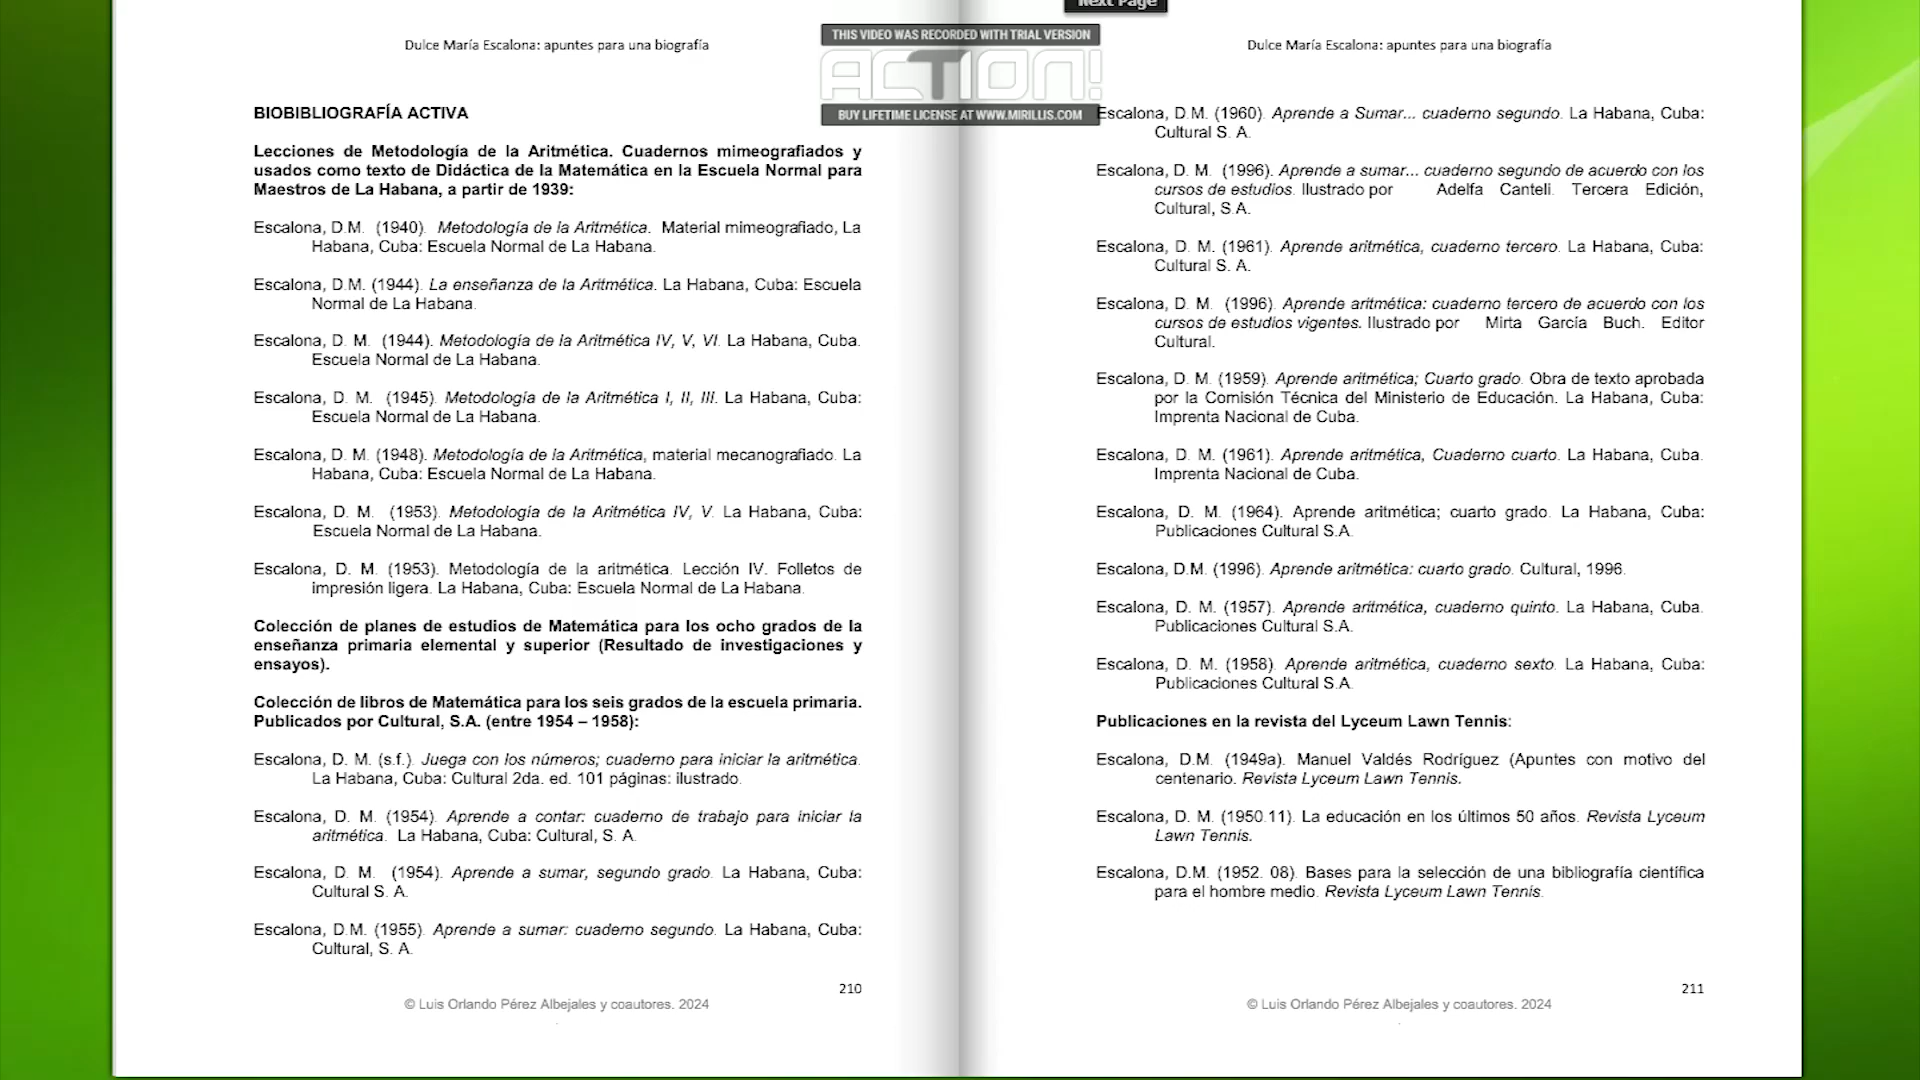 Next Page
THIS VIDEO WAS RECORDED WITH TRIAL VERSION
ACTION!
BUY LIFETIME LICENSE AT WWW.MIRILLIS.COM
Dulce María Escalona: apuntes para una biografía
BIOBIBLIOGRAFÍA ACTIVA
Lecciones de Metodología de la Aritmética. Cuadernos mimeografiados y
usados como texto de Didáctica de la Matemática en la Escuela Normal para
Maestros de La Habana, a partir de 1939:
Escalona, D.M. (1940). Metodología de la Aritmética. Material mimeografiado, La
Habana, Cuba: Escuela Normal de La Habana.
Escalona, D.M. (1944). La enseñanza de la Aritmética. La Habana, Cuba: Escuela
Normal de La Habana.
Escalona, D. M. (1944). Metodología de la Aritmética IV, V, VI. La Habana, Cuba.
Escuela Normal de La Habana.
Escalona, D. M. (1945). Metodología de la Aritmética I, II, III. La Habana, Cuba:
Escuela Normal de La Habana.
Escalona, D. M. (1948). Metodología de la Aritmética, material mecanografiado. La
Habana, Cuba: Escuela Normal de La Habana.
Escalona, D. M. (1953). Metodología de la Aritmética IV, V. La Habana, Cuba:
Escuela Normal de La Habana.
Escalona, D. M. (1953). Metodología de la aritmética. Lección IV. Folletos de
impresión ligera. La Habana, Cuba: Escuela Normal de La Habana.
Colección de planes de estudios de Matemática para los ocho grados de la
enseñanza primaria elemental y superior (Resultado de investigaciones y
ensayos).
Colección de libros de Matemática para los seis grados de la escuela primaria.
Publicados por Cultural, S.A. (entre 1954 – 1958):
Escalona, D. M. (s.f.). Juega con los números; cuaderno para iniciar la aritmética.
La Habana, Cuba: Cultural 2da. ed. 101 páginas: ilustrado.
Escalona, D. M. (1954). Aprende a contar: cuaderno de trabajo para iniciar la
aritmética. La Habana, Cuba: Cultural, S. A.
Escalona, D. M. (1954). Aprende a sumar, segundo grado. La Habana, Cuba:
Cultural S. A.
Escalona, D.M. (1955). Aprende a sumar: cuaderno segundo. La Habana, Cuba:
Cultural, S. A.
210
© Luis Orlando Pérez Albejales y coautores. 2024
Dulce María Escalona: apuntes para una biografía
Escalona, D.M. (1960). Aprende a Sumar... cuaderno segundo. La Habana, Cuba:
Cultural S. A.
Escalona, D. M. (1996). Aprende a sumar... cuaderno segundo de acuerdo con los
cursos de estudios. Ilustrado por Adelfa Canteli. Tercera Edición,
Cultural, S.A.
Escalona, D. M. (1961). Aprende aritmética, cuaderno tercero. La Habana, Cuba:
Cultural S. A.
Escalona, D. M. (1996). Aprende aritmética: cuaderno tercero de acuerdo con los
cursos de estudios vigentes. Ilustrado por Mirta García Buch. Editor
Cultural.
Escalona, D. M. (1959). Aprende aritmética; Cuarto grado. Obra de texto aprobada
por la Comisión Técnica del Ministerio de Educación. La Habana, Cuba:
Imprenta Nacional de Cuba.
Escalona, D. M. (1961). Aprende aritmética, Cuaderno cuarto. La Habana, Cuba.
Imprenta Nacional de Cuba.
Escalona, D. M. (1964). Aprende aritmética; cuarto grado. La Habana, Cuba:
Publicaciones Cultural S.A.
Escalona, D.M. (1996). Aprende aritmética: cuarto grado. Cultural, 1996.
Escalona, D. M. (1957). Aprende aritmética, cuaderno quinto. La Habana, Cuba.
Publicaciones Cultural S.A.
Escalona, D. M. (1958). Aprende aritmética, cuaderno sexto. La Habana, Cuba:
Publicaciones Cultural S.A.
Publicaciones en la revista del Lyceum Lawn Tennis:
Escalona, D.M. (1949a). Manuel Valdés Rodríguez (Apuntes con motivo del
centenario. Revista Lyceum Lawn Tennis.
Escalona, D. M. (1950.11). La educación en los últimos 50 años. Revista Lyceum
Lawn Tennis.
Escalona, D.M. (1952. 08). Bases para la selección de una bibliografía científica
para el hombre medio. Revista Lyceum Lawn Tennis.
211
© Luis Orlando Pérez Albejales y coautores. 2024